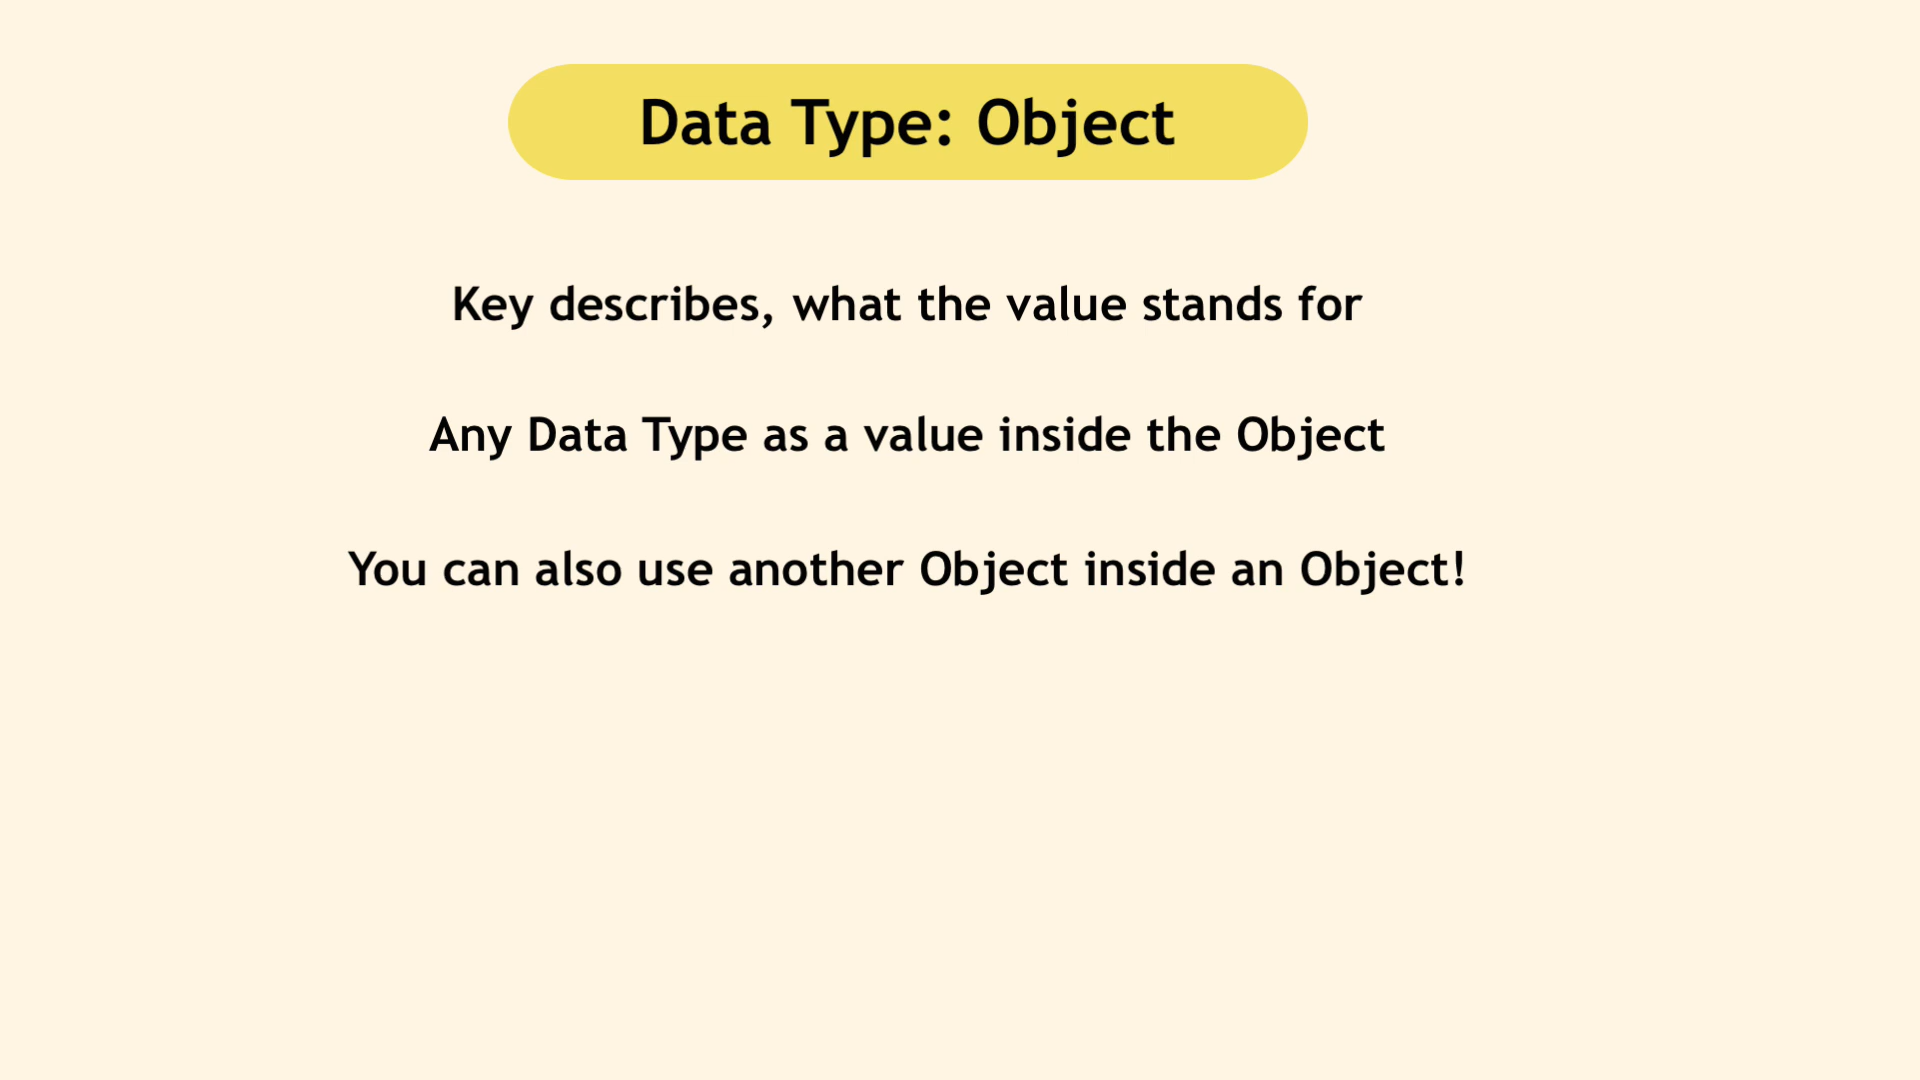 Data Type: Object
Key describes, what the value stands for
Any Data Type as a value inside the Object
You can also use another Object inside an Object!